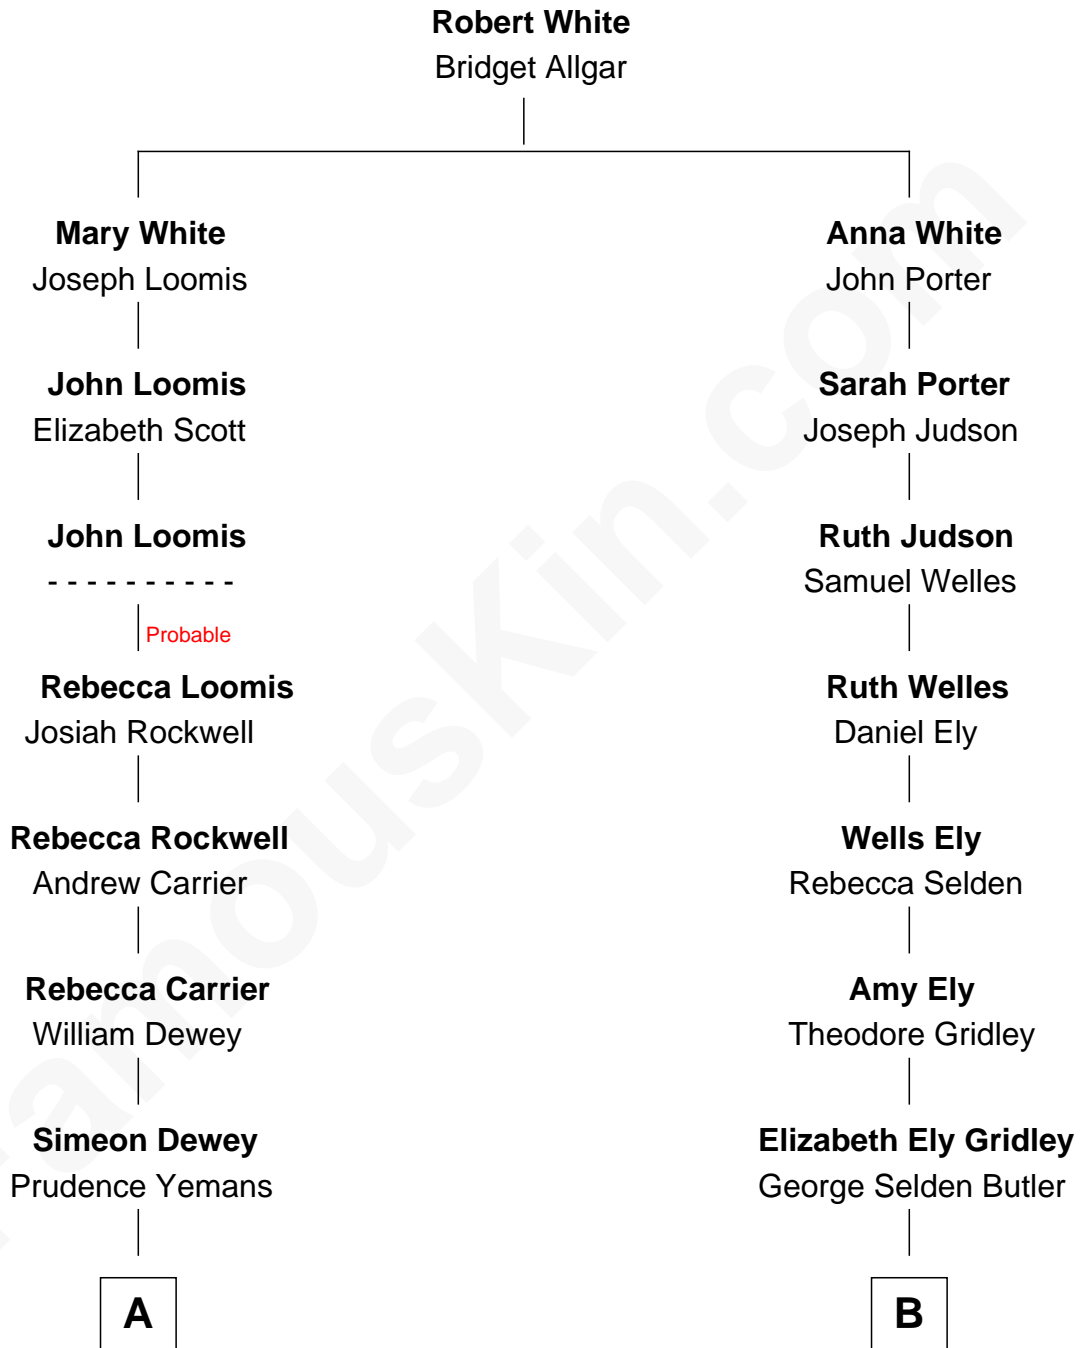 Robert White
Bridget Allgar
Mary White
Joseph Loomis
Anna White
John Porter
John Loomis
Elizabeth Scott
Sarah Porter
Joseph Judson
John Loomis
- - - - - - - - - -
Ruth Judson
Samuel Welles
Probable
Rebecca Loomis
Josiah Rockwell
Ruth Welles
Daniel Ely
Rebecca Rockwell
Andrew Carrier
Wells Ely
Rebecca Selden
Rebecca Carrier
William Dewey
Amy Ely
Theodore Gridley
Simeon Dewey
Prudence Yemans
Elizabeth Ely Gridley
George Selden Butler
A
B
FamousKin.com